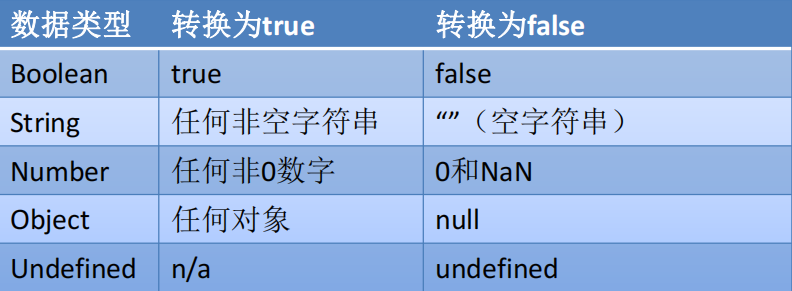 数据类型 转换为true 转换为false
Boolean true false
String 任何非空字符串 “”（空字符串）
Number 任何非0数字 0和NaN
Object 任何对象 null
Undefined n/a undefined